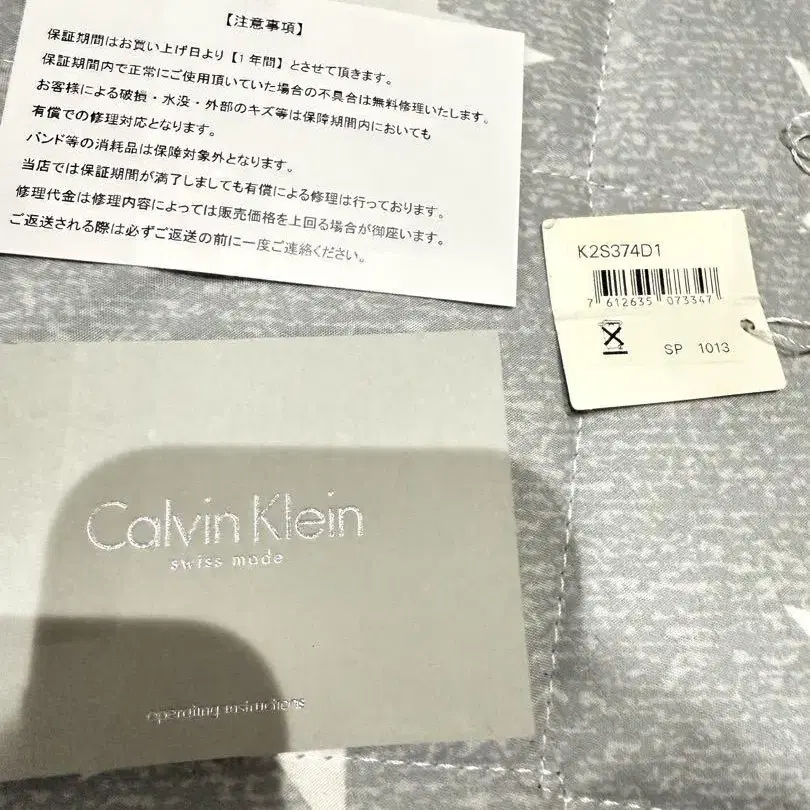 【注意事項】
保証期間はお買い上げ日より【1年間】とさせて頂きます。
保証期間内で正常にご使用頂いていた場合の不具合は無料修理いたします。
お客様による破損・水没・外部のキズ等は保障期間内においても
有償での修理対応となります。
バンド等の消耗品は保障対象外となります。
当店では保証期間が満了しましても有償による修理は行っております。
修理代金は修理内容によっては販売価格を上回る場合が御座います。
ご返送される際は必ずご返送の前に一度ご連絡ください。
K2S374D1
7 612635 073347
SP 1013
Calvin Klein
swiss made
operating instructions